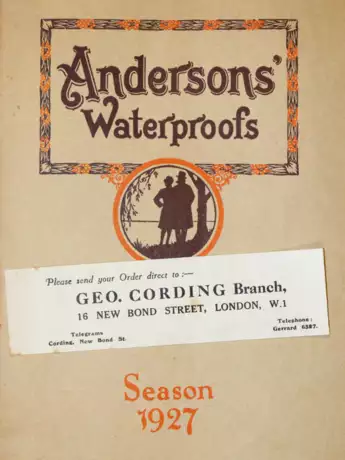 Andersons'
Waterproofs
Please send your Order direct to :—
GEO. CORDING Branch,
16 NEW BOND STREET, LONDON, W.1
Telegrams
Cording, New Bond St.
Telephone:
Gerrard 6387.
Season
1927